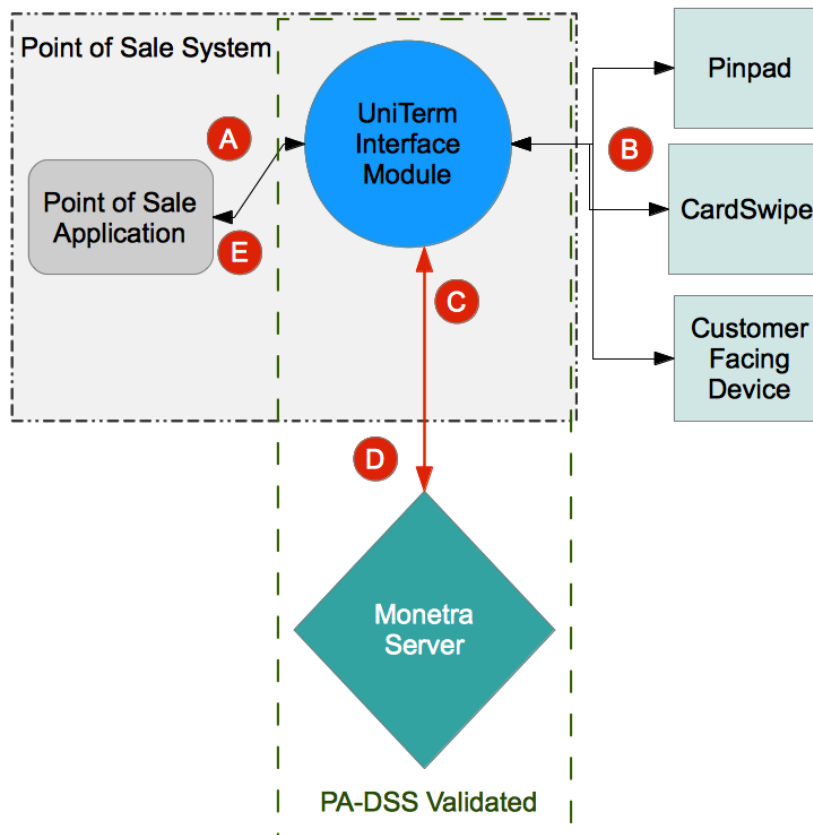 Point of Sale System
UniTerm
Interface
Module
Pinpad
A
B
Point of Sale
Application
CardSwipe
E
C
Customer
Facing
Device
D
Monetra
Server
PA-DSS Validated